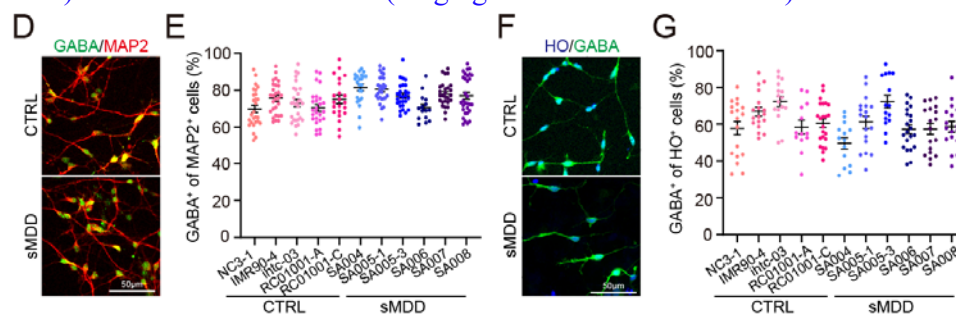 D
GABA/MAP2
CTRL
sMDD
50μm
E
GABA⁺ of MAP2⁺ cells (%)
100
80
60
40
20
0
NC3-1
IMR90-4
ihtc-03
RC01001-A
RC01001-C
SA004
SA005-1
SA005-3
SA006
SA007
SA008
CTRL
sMDD
F
HO/GABA
CTRL
sMDD
50μm
G
GABA⁺ of HO⁺ cells (%)
100
80
60
40
20
0
NC3-1
IMR90-4
ihtc-03
RC01001-A
RC01001-C
SA004
SA005-1
SA005-3
SA006
SA007
SA008
CTRL
sMDD